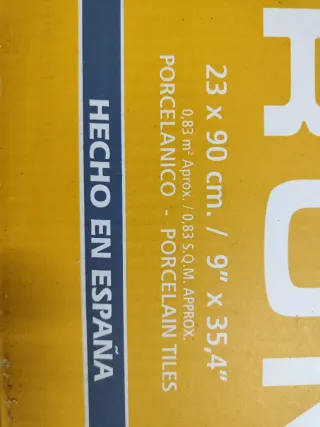 23 x 90 cm. / 9" x 35,4"
0,83 m² Aprox. / 0,83 S.Q.M. APPROX.
PORCELANICO - PORCELAIN TILES
HECHO EN ESPAÑA